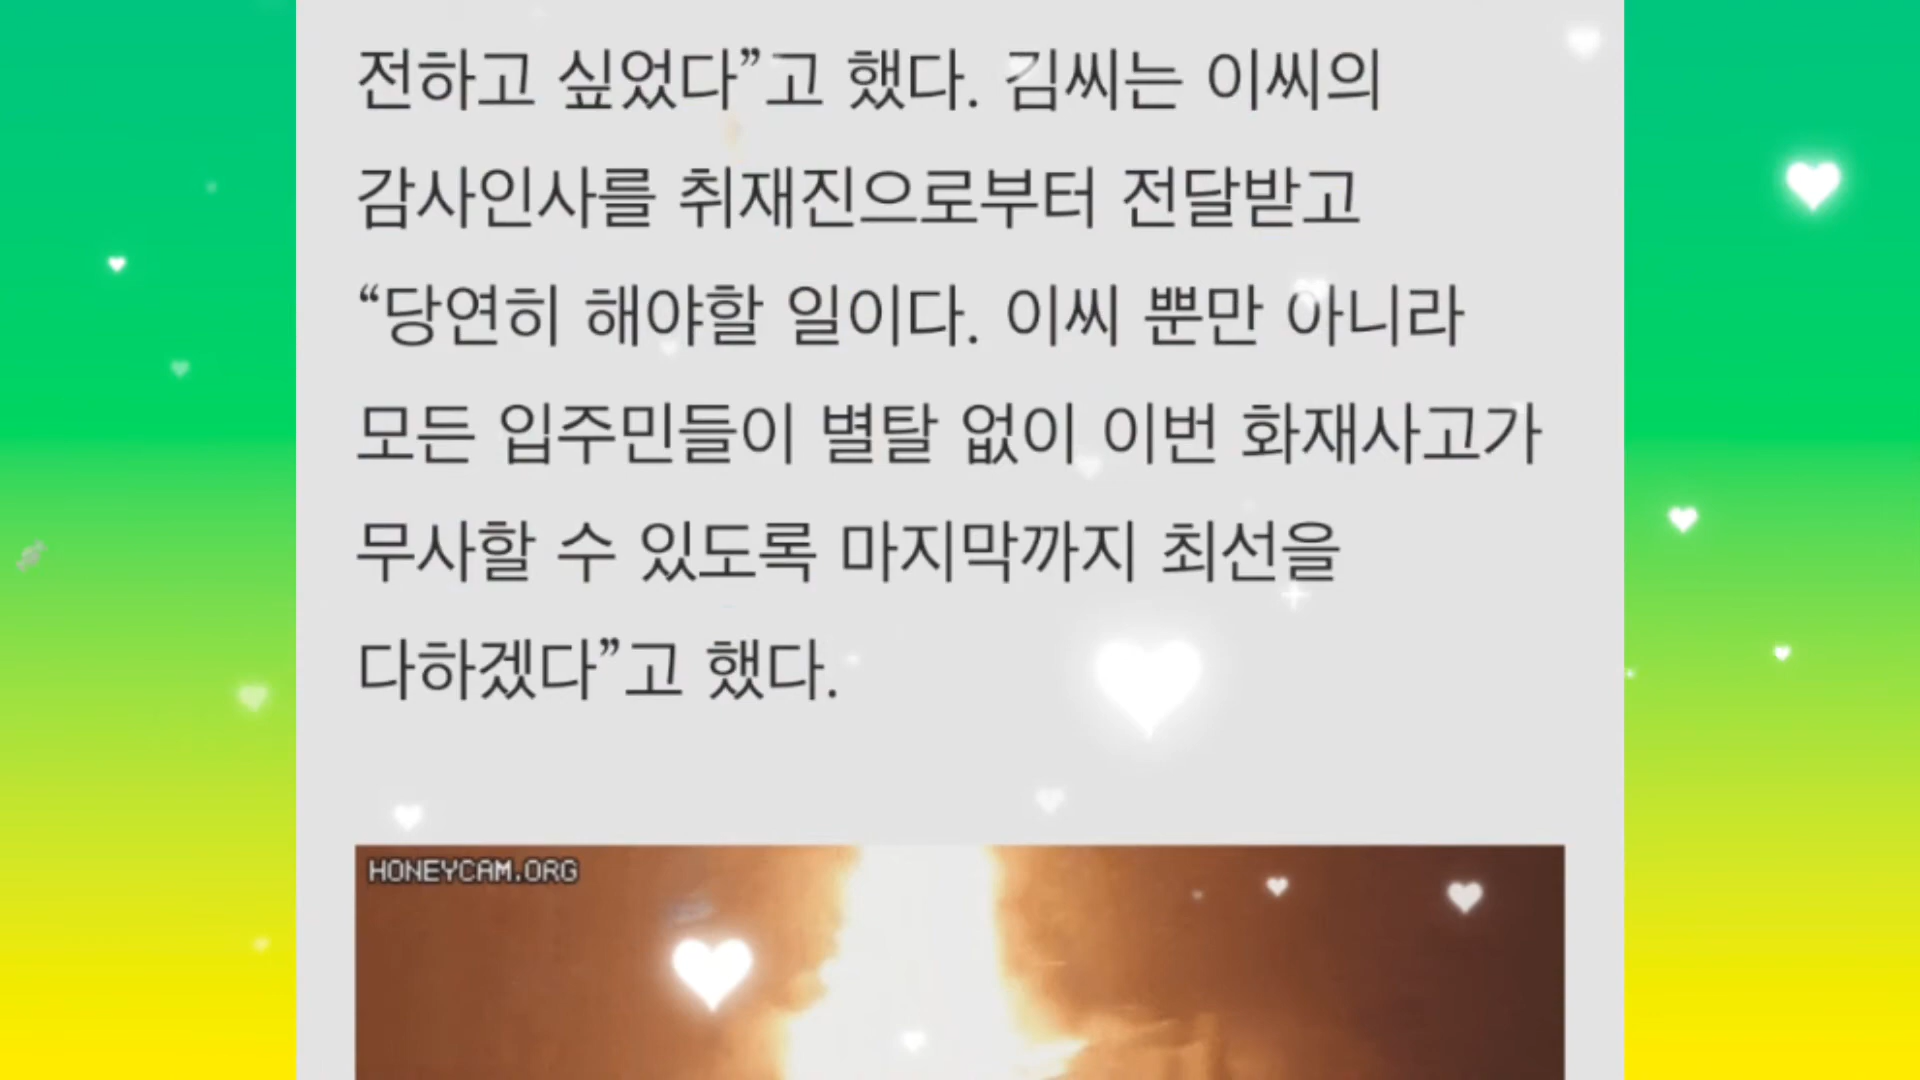 전하고 싶었다”고 했다. 김씨는 이씨의
감사인사를 취재진으로부터 전달받고
“당연히 해야할 일이다. 이씨 뿐만 아니라
모든 입주민들이 별탈 없이 이번 화재사고가
무사할 수 있도록 마지막까지 최선을
다하겠다”고 했다.
HONEYCAM.ORG